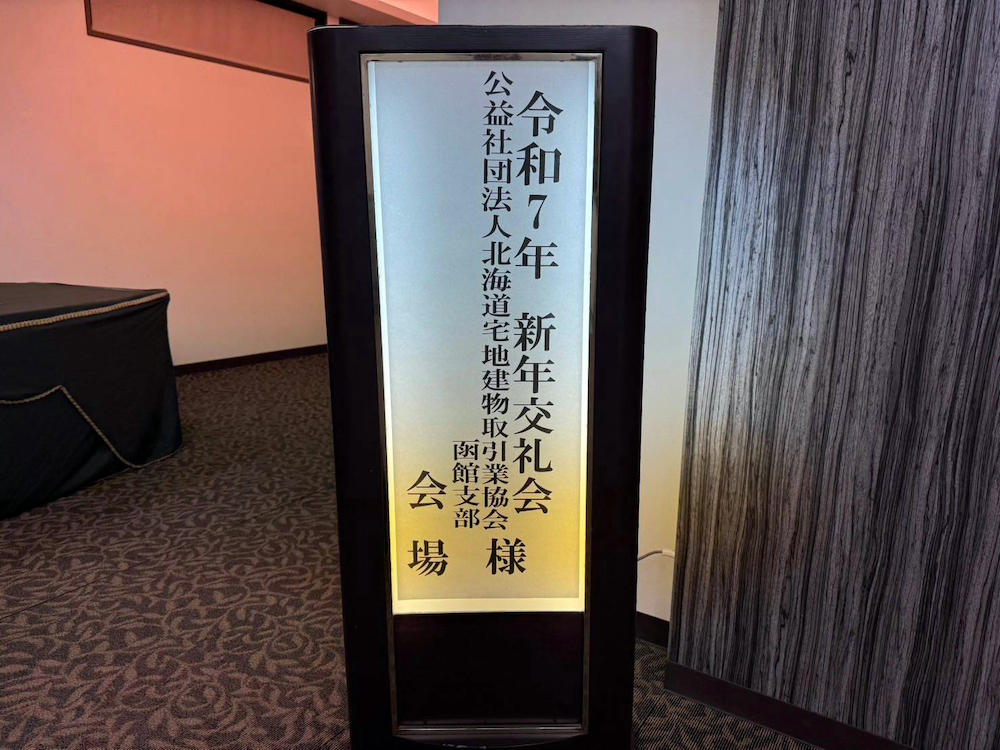 令和7年 新年交礼会
公益社団法人北海道宅地建物取引業協会
函館支部
様
会場